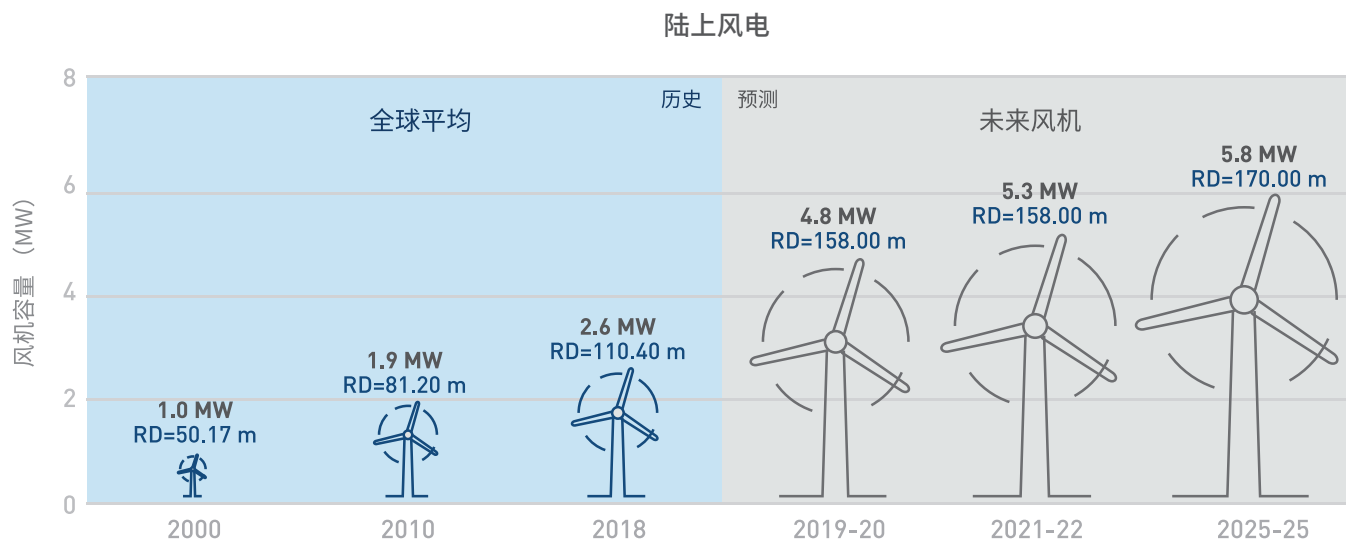 陆上风电
8
6
4
2
0
风机容量 （MW）
历史
全球平均
预测
未来风机
1.0 MW
RD=50.17 m
1.9 MW
RD=81.20 m
2.6 MW
RD=110.40 m
4.8 MW
RD=158.00 m
5.3 MW
RD=158.00 m
5.8 MW
RD=170.00 m
2000
2010
2018
2019-20
2021-22
2025-25